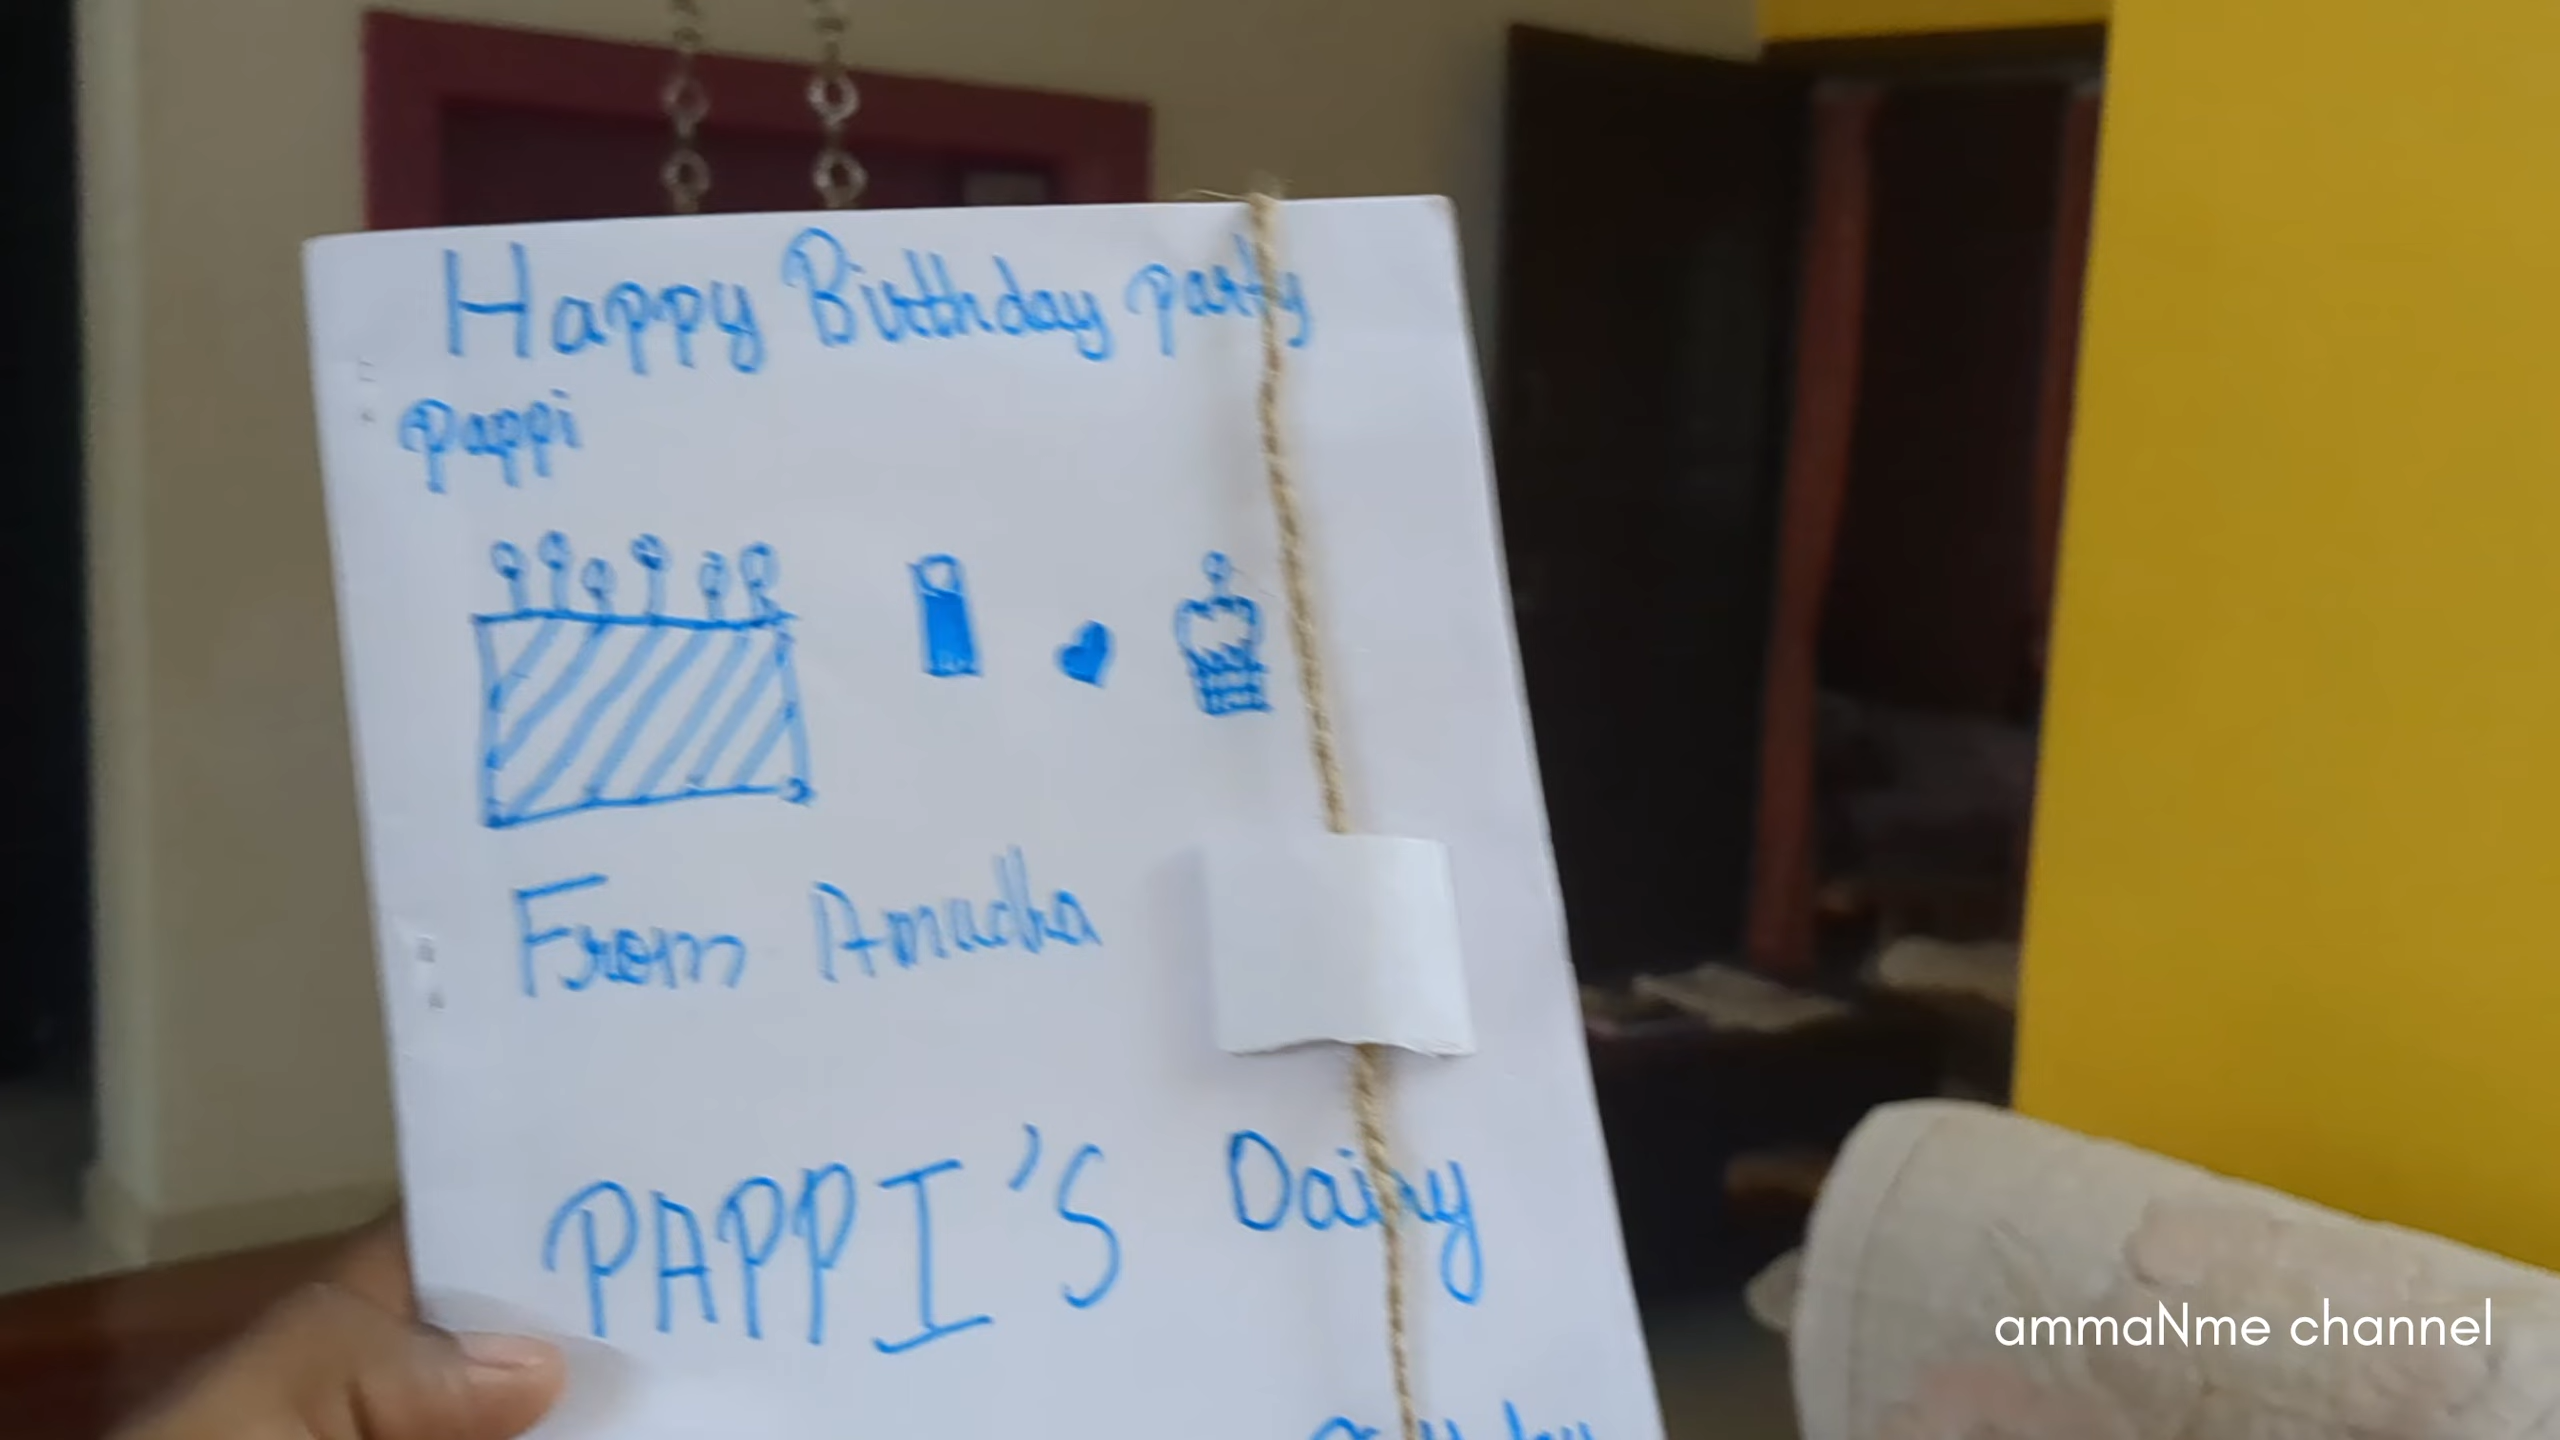 Happy Birthday party
pappi
From Amudha
PAPPI'S Dairy
ammaNme channel